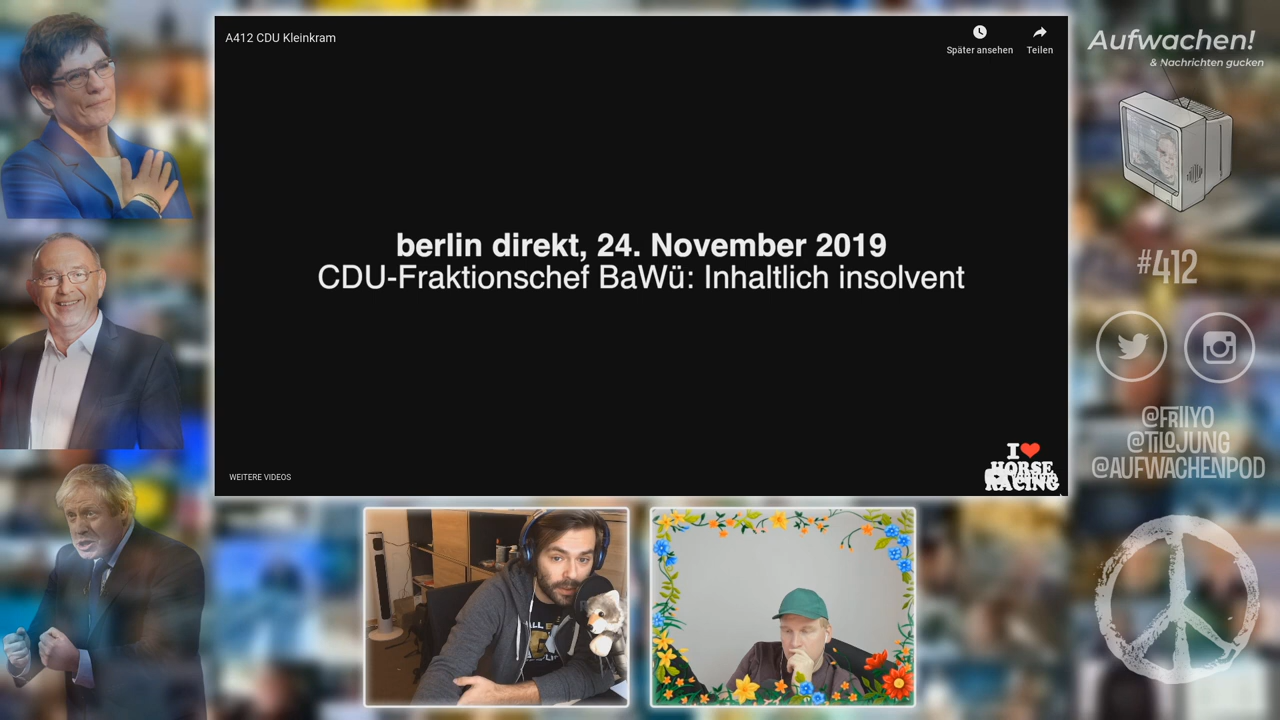 A412 CDU Kleinkram
Später ansehen
Teilen
Aufwachen!
& Nachrichten gucken
berlin direkt, 24. November 2019
CDU-Fraktionschef BaWü: Inhaltlich insolvent
#412
@FRIIYO
@TILOJUNG
@AUFWACHENPOD
WEITERE VIDEOS
I
HORSE
RACING
ALL